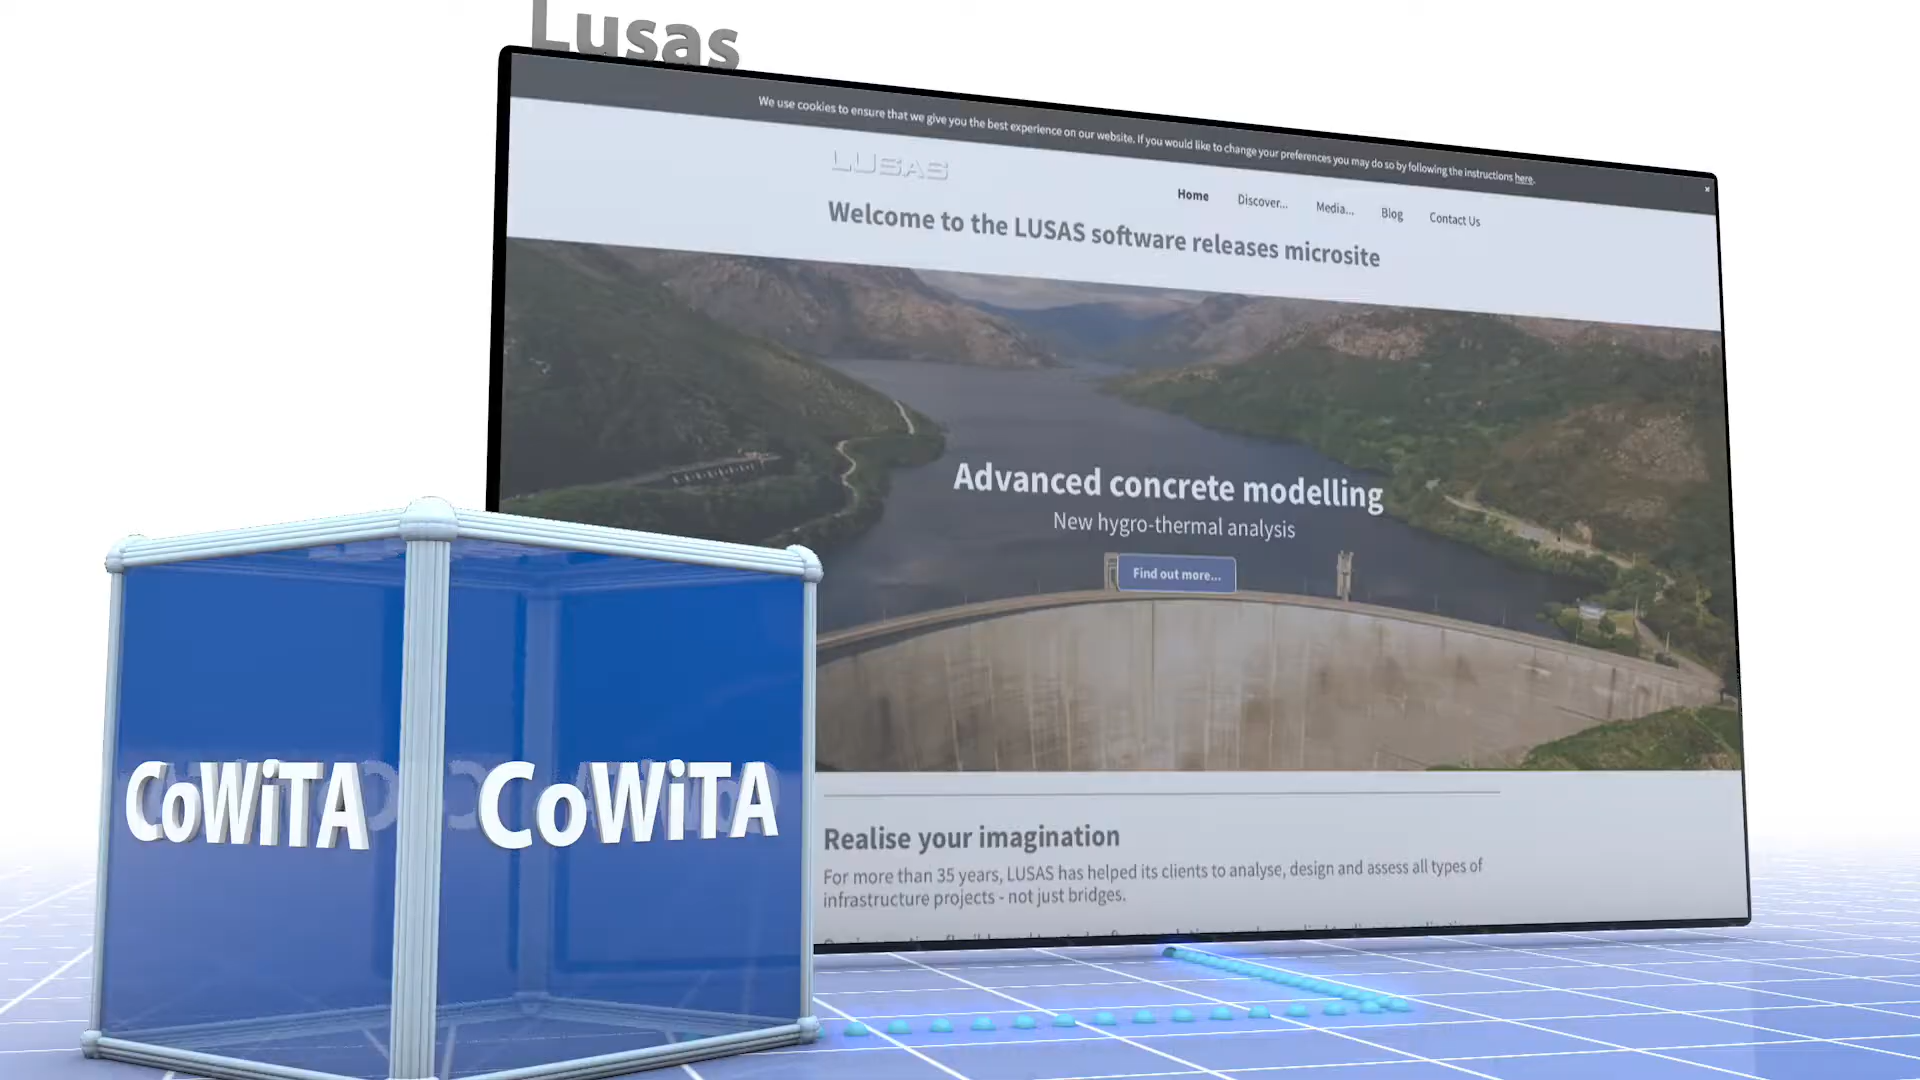 Lusas
We use cookies to ensure that we give you the best experience on our website. If you would like to change your preferences you may do so by following the instructions here.
LUSAS
Home Discover... Media... Blog Contact Us
Welcome to the LUSAS software releases microsite
Advanced concrete modelling
New hygro-thermal analysis
Find out more...
CoWiTA CoWiTA
Realise your imagination
For more than 35 years, LUSAS has helped its clients to analyse, design and assess all types of
infrastructure projects - not just bridges.